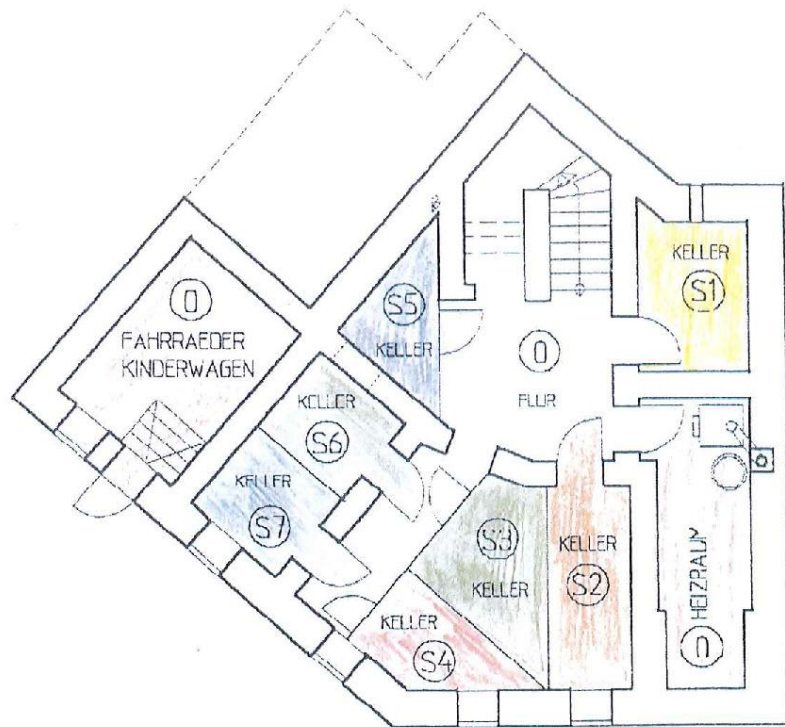 KELLER
S1
S5
KELLER
0
FLUR
0
FAHRRAEDER
KINDERWAGEN
KELLER
S6
KELLER
S7
S3
KELLER
KELLER
S2
HEIZRAUM
0
KELLER
S4